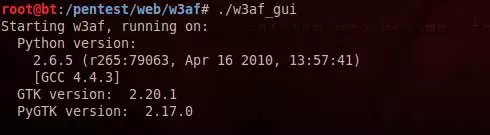 root@bt:/pentest/web/w3af# ./w3af_gui
Starting w3af, running on:
Python version:
2.6.5 (r265:79063, Apr 16 2010, 13:57:41)
[GCC 4.4.3]
GTK version: 2.20.1
PyGTK version: 2.17.0